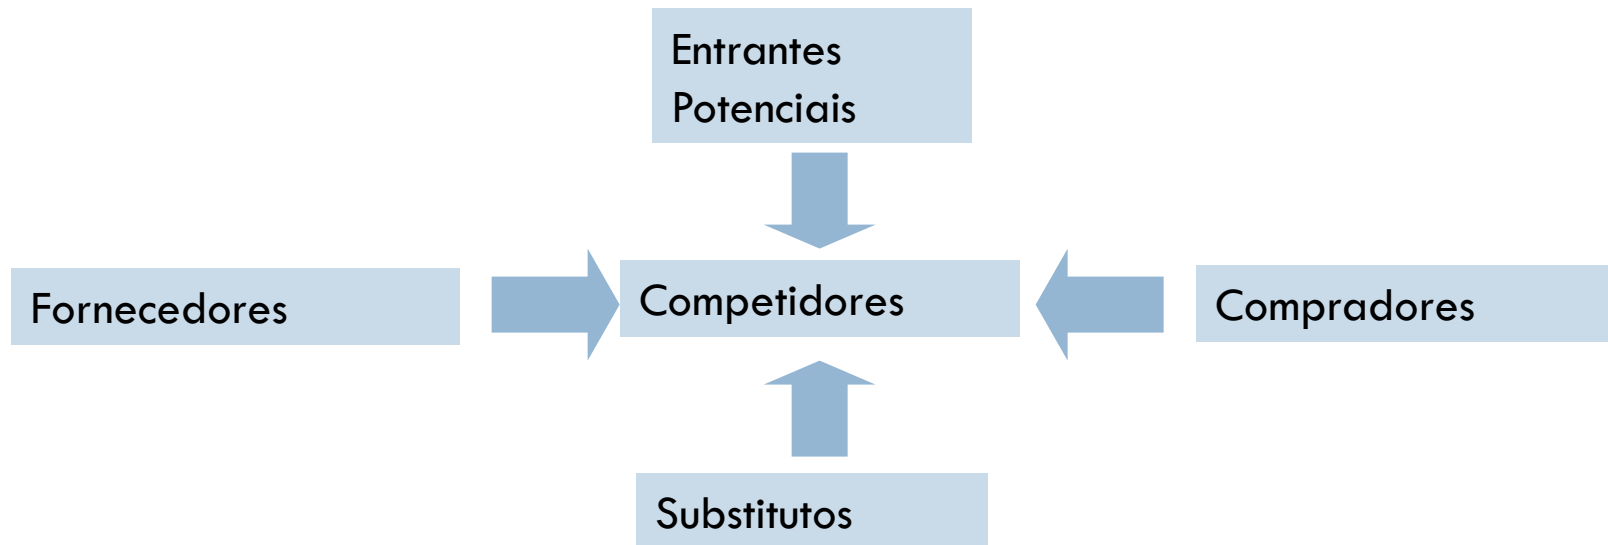 Entrantes
Potenciais
Fornecedores
Competidores
Compradores
Substitutos